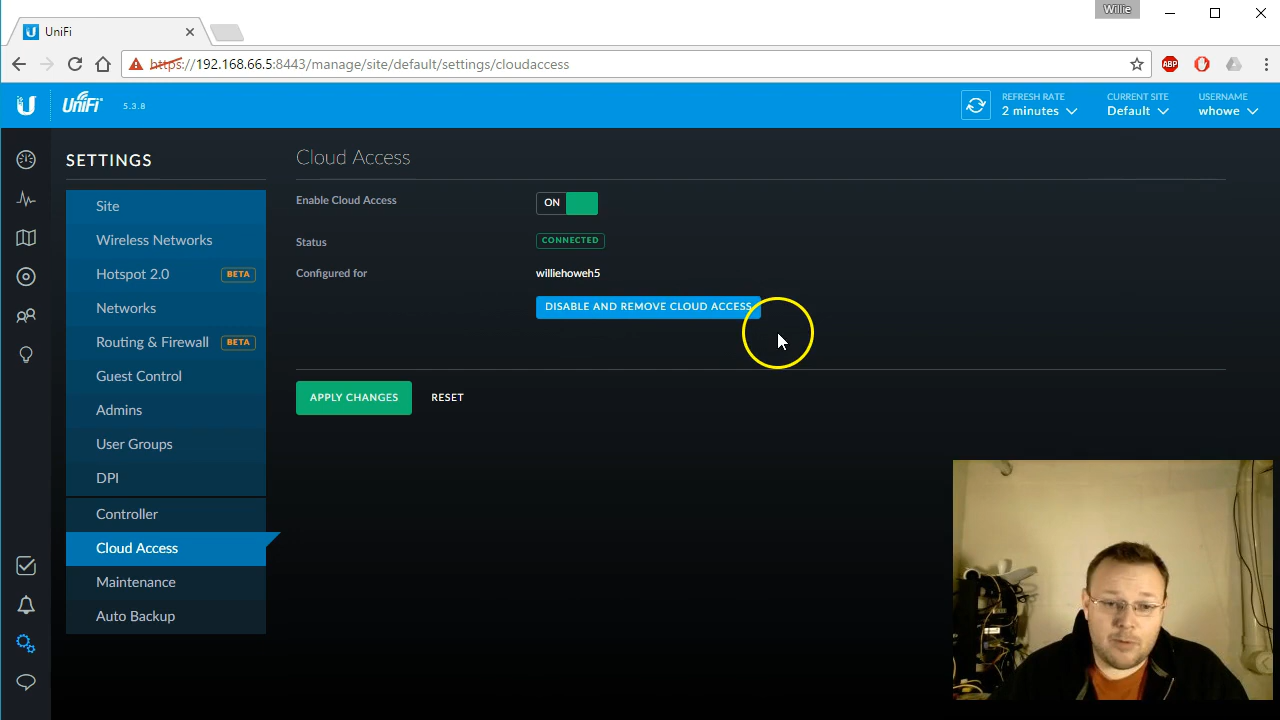 Willie
UniFi
https://192.168.66.5:8443/manage/site/default/settings/cloudaccess
ABP
U UniFi 5.3.8
REFRESH RATE
2 minutes
CURRENT SITE
Default
USERNAME
whowe
SETTINGS
Site
Wireless Networks
Hotspot 2.0 BETA
Networks
Routing & Firewall BETA
Guest Control
Admins
User Groups
DPI
Controller
Cloud Access
Maintenance
Auto Backup
Cloud Access
Enable Cloud Access ON
Status CONNECTED
Configured for williehoweh5
DISABLE AND REMOVE CLOUD ACCESS
APPLY CHANGES RESET